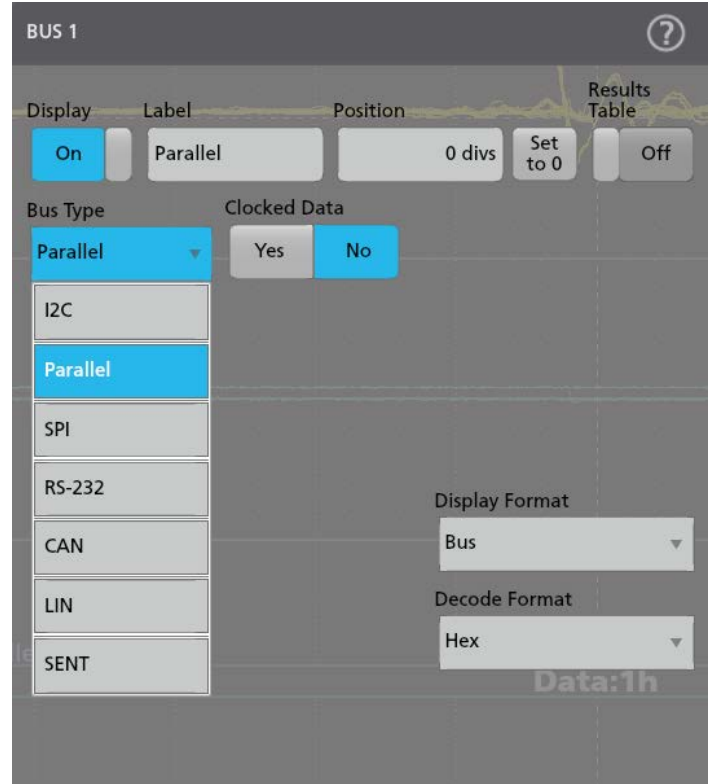 BUS 1
?
Display
Label
Position
Results
Table
On
Parallel
0 divs
Set
to 0
Off
Bus Type
Clocked Data
Parallel
Yes
No
I2C
Parallel
SPI
RS-232
CAN
LIN
SENT
Display Format
Bus
Decode Format
Hex
Data:1h